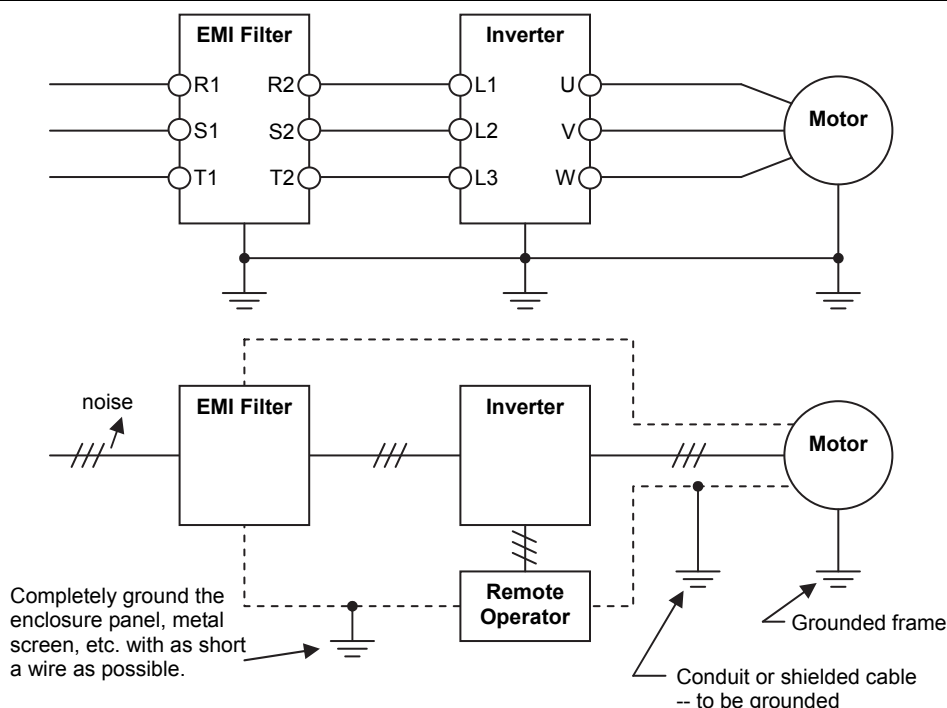 EMI Filter
Inverter
R1
R2
L1
U
Motor
S1
S2
L2
V
T1
T2
L3
W
noise
EMI Filter
Inverter
Motor
Completely ground the
enclosure panel, metal
screen, etc. with as short
a wire as possible.
Remote
Operator
Grounded frame
Conduit or shielded cable
-- to be grounded